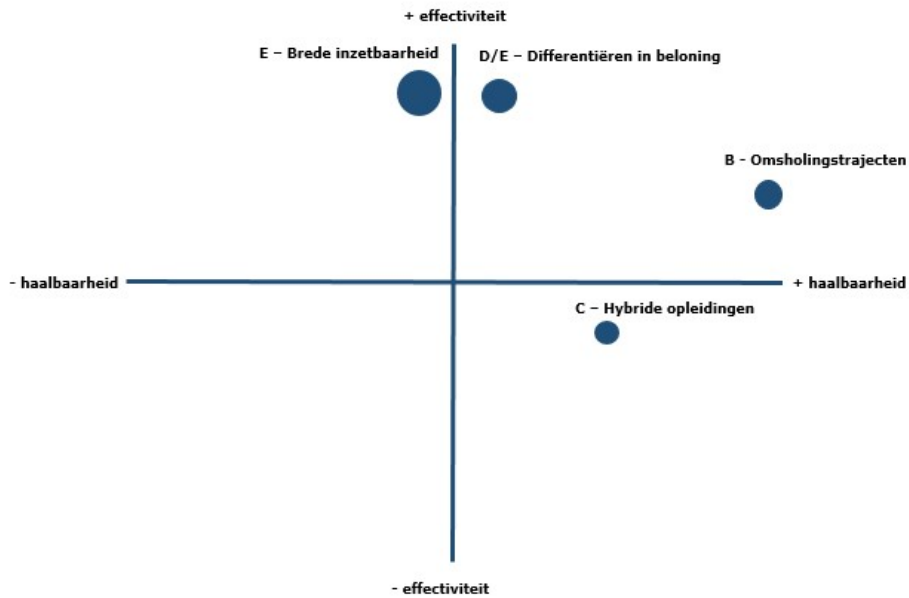 + effectiviteit
E – Brede inzetbaarheid
D/E – Differentiëren in beloning
B - Omsholingstrajecten
- haalbaarheid
+ haalbaarheid
C – Hybride opleidingen
- effectiviteit